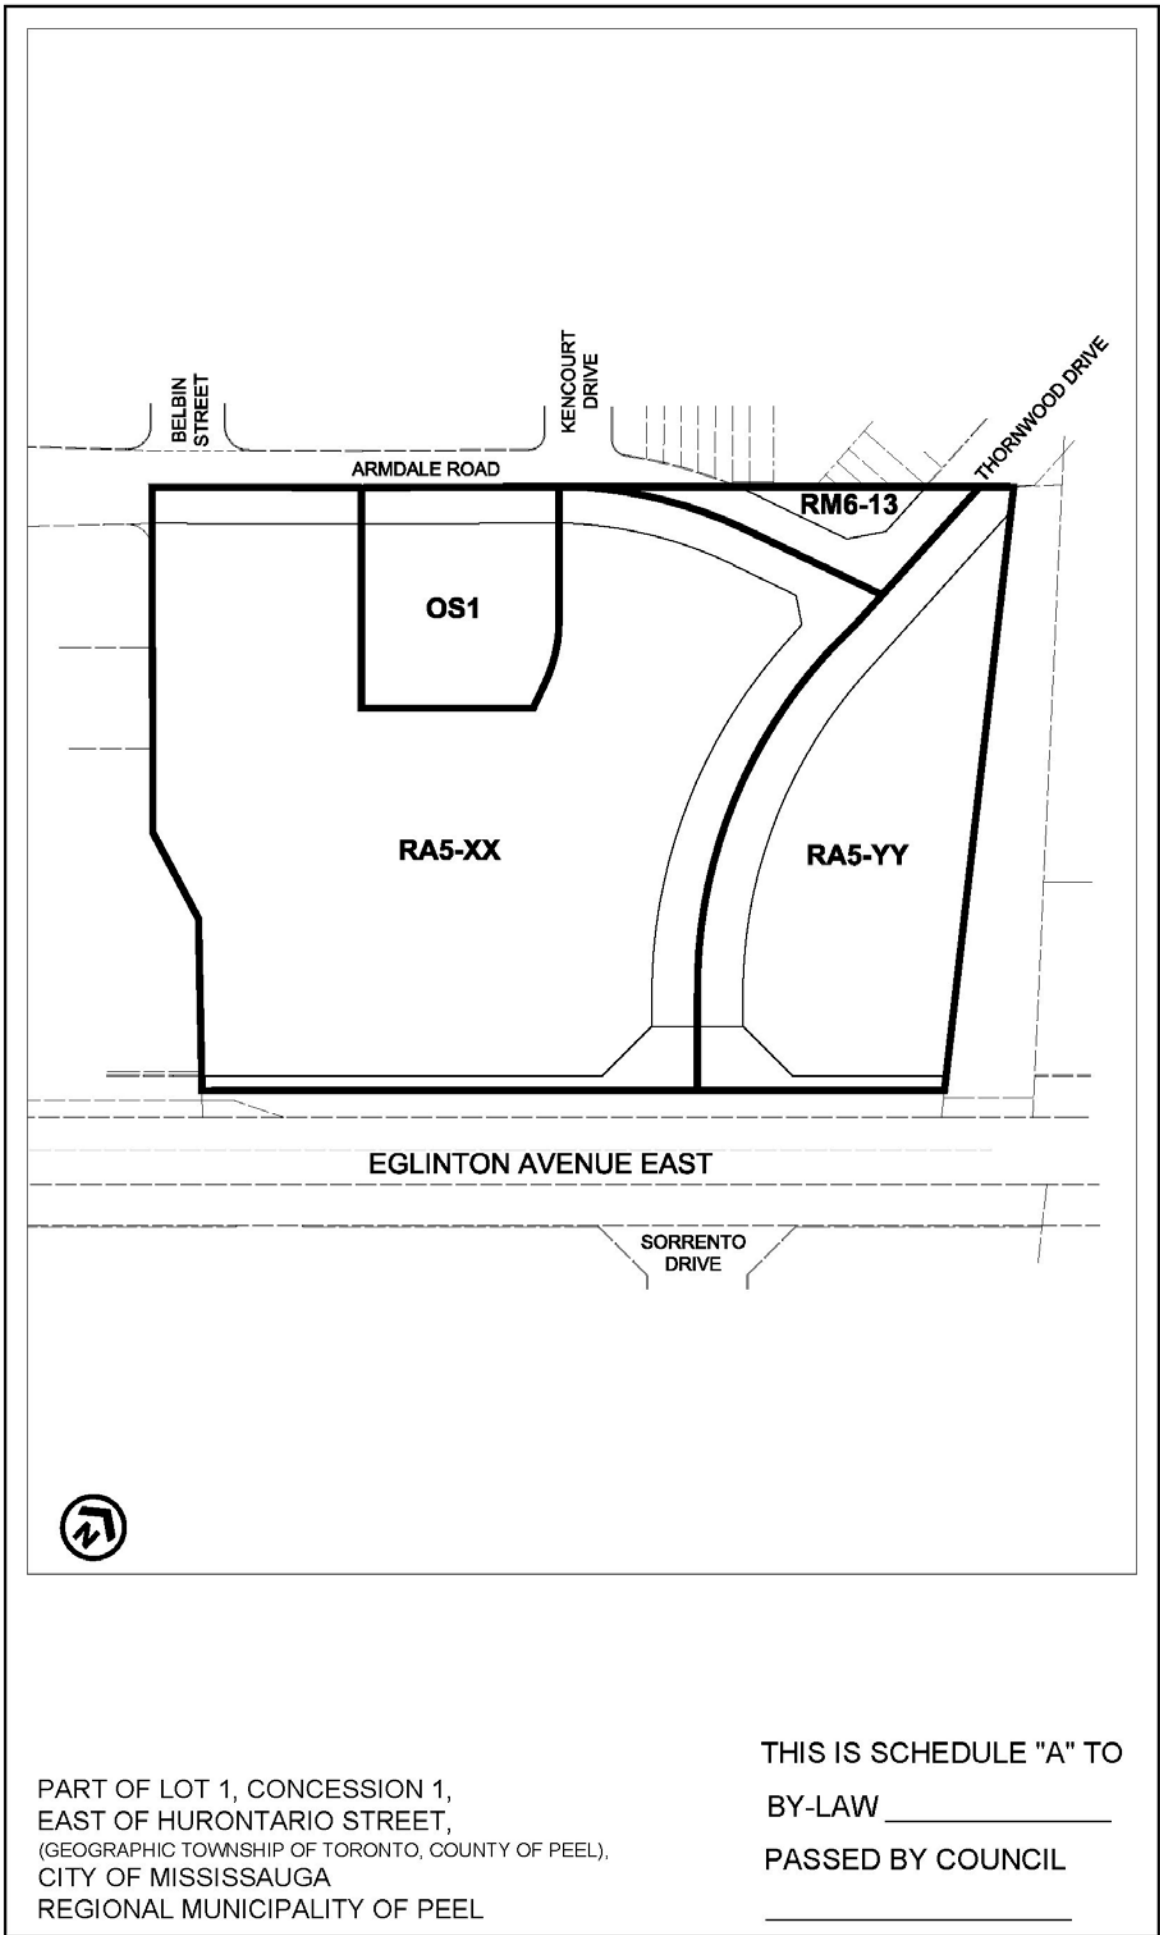 BELBIN
STREET
KENCOURT
DRIVE
THORNWOOD DRIVE
ARMDALE ROAD
RM6-13
OS1
RA5-XX
RA5-YY
EGLINTON AVENUE EAST
SORRENTO
DRIVE
N
THIS IS SCHEDULE "A" TO
BY-LAW
PASSED BY COUNCIL
PART OF LOT 1, CONCESSION 1,
EAST OF HURONTARIO STREET,
(GEOGRAPHIC TOWNSHIP OF TORONTO, COUNTY OF PEEL),
CITY OF MISSISSAUGA
REGIONAL MUNICIPALITY OF PEEL